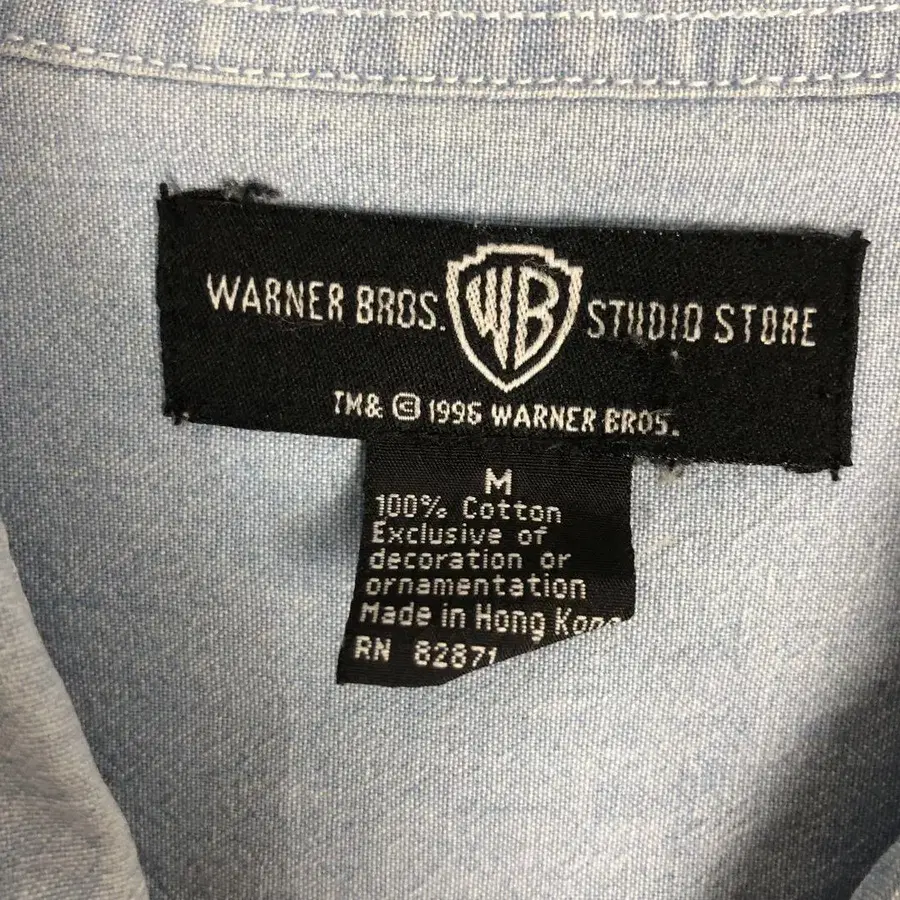 WARNER BROS. WB STUDIO STORE
TM& © 1996 WARNER BROS.
M
100% Cotton
Exclusive of
decoration or
ornamentation
Made in Hong Kong
RN 82871